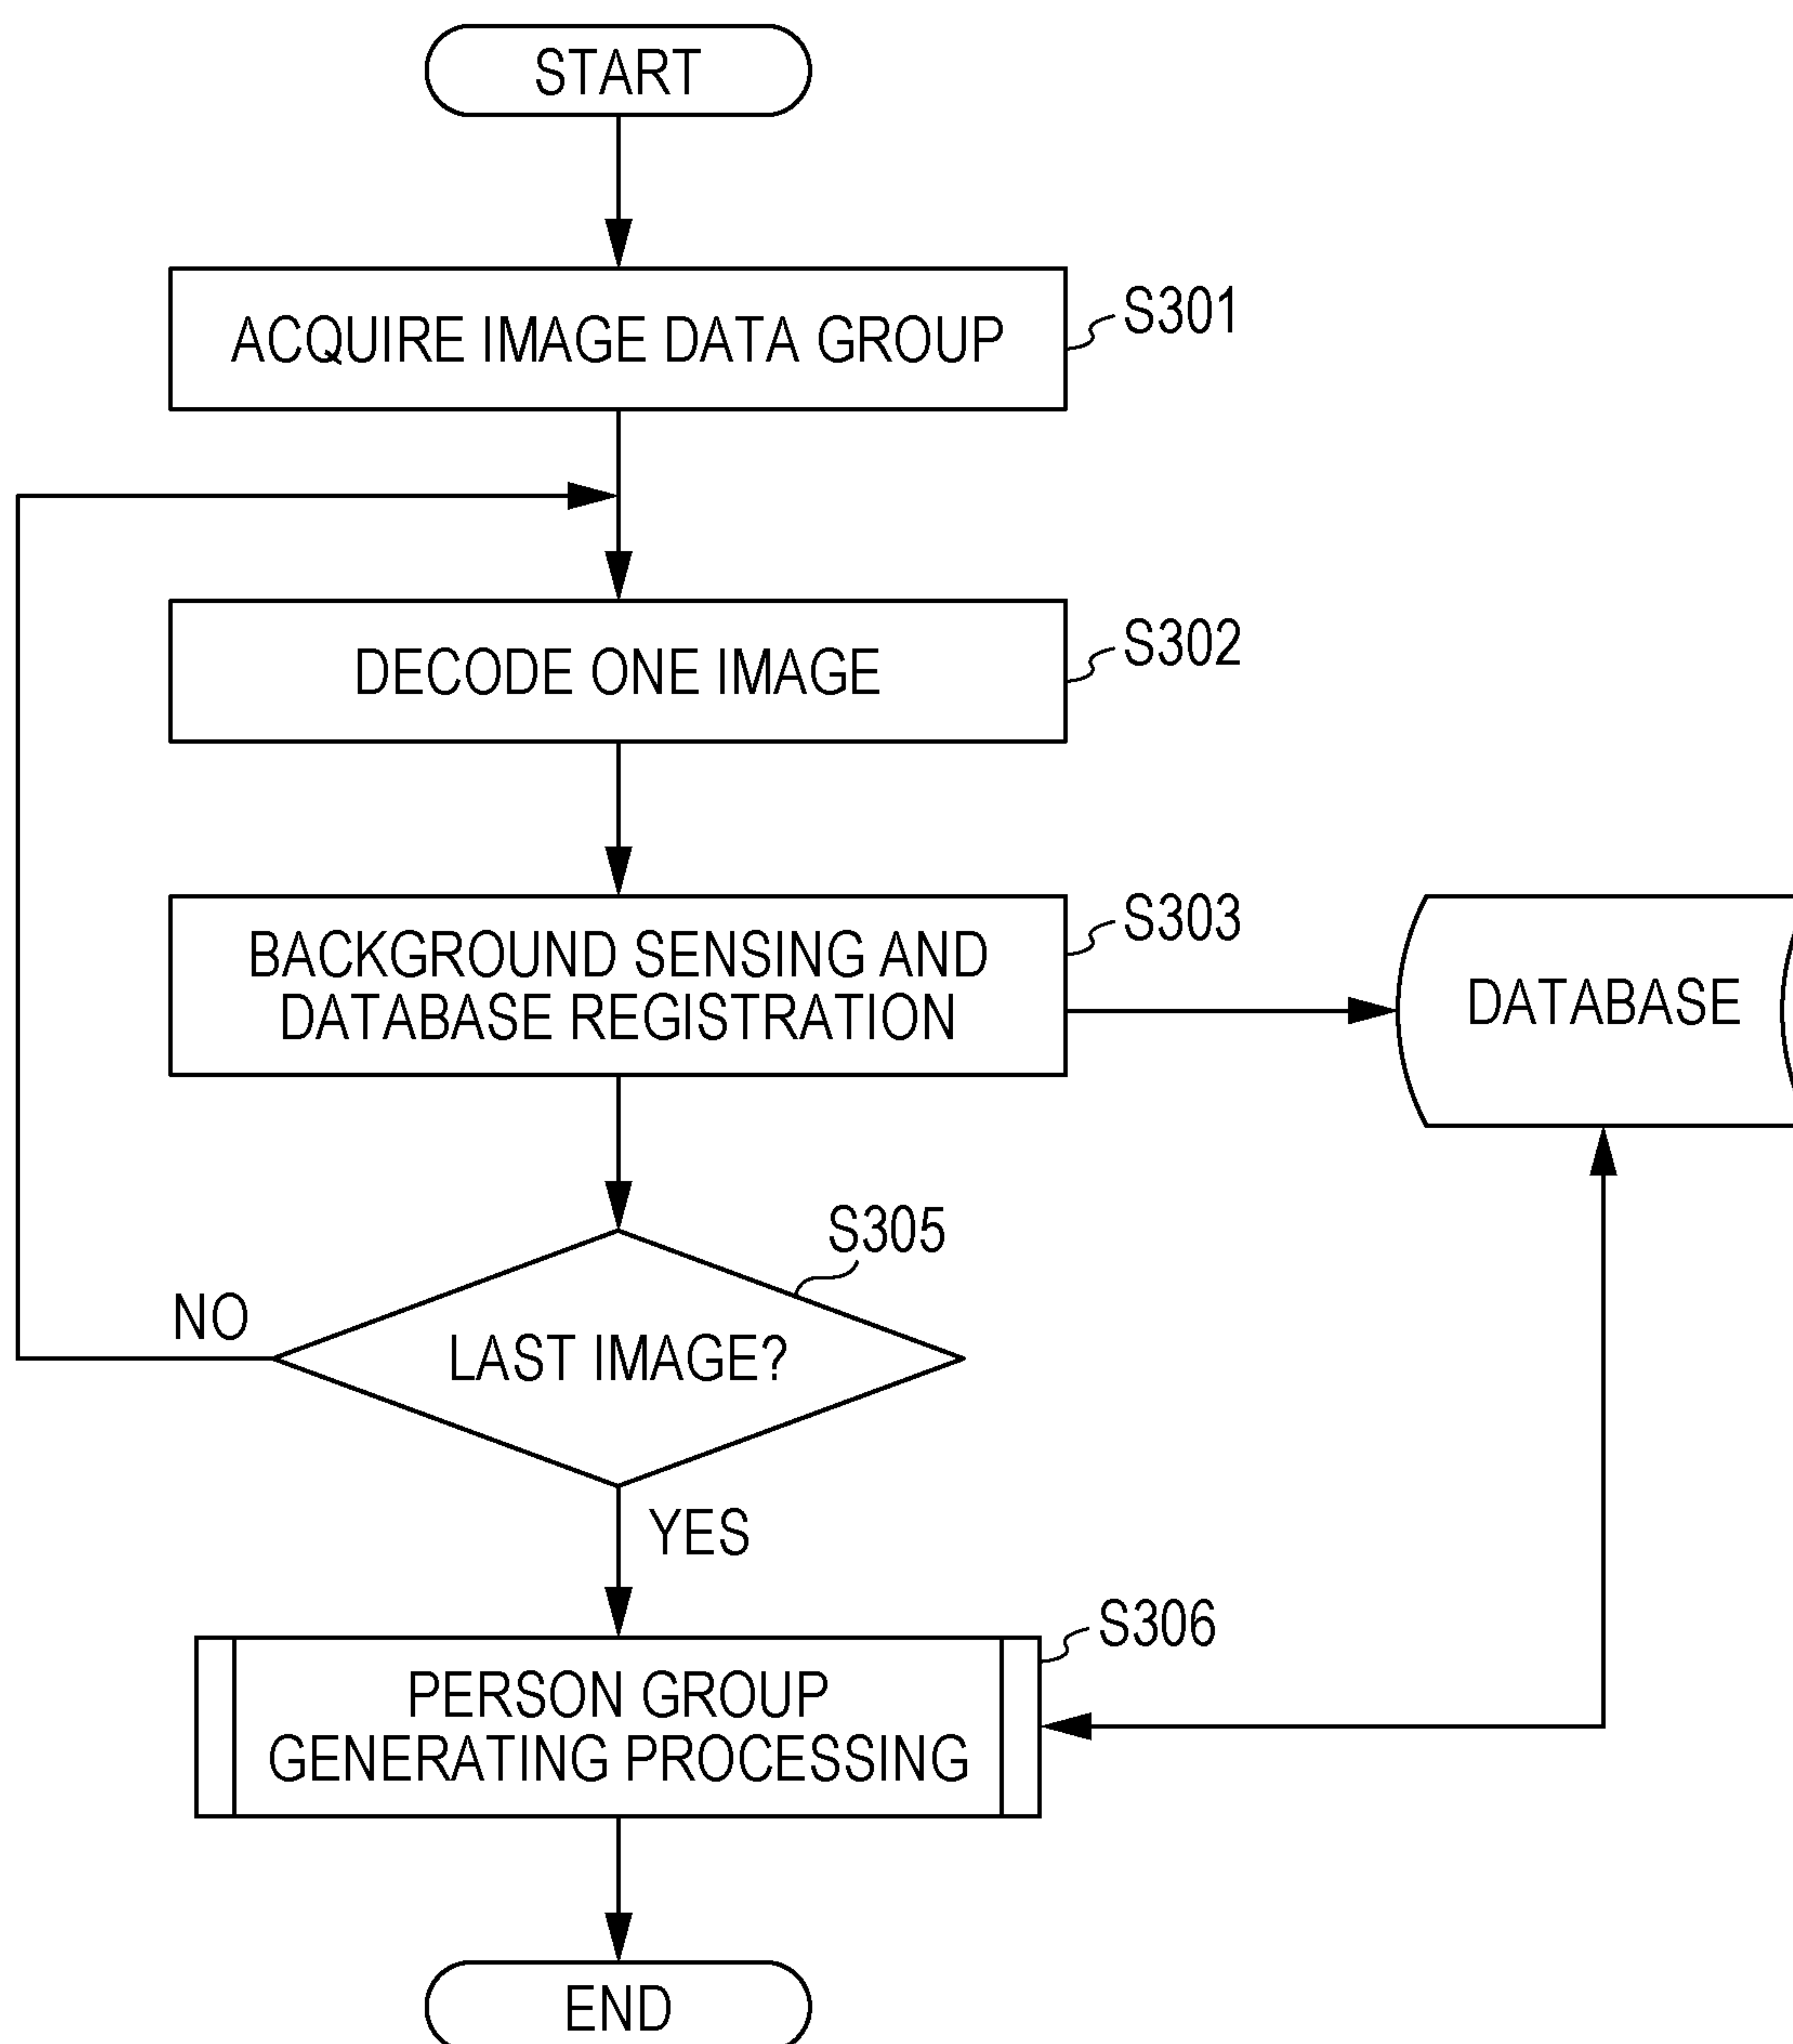 START
ACQUIRE IMAGE DATA GROUP
S301
DECODE ONE IMAGE
S302
BACKGROUND SENSING AND
DATABASE REGISTRATION
S303
DATABASE
S305
LAST IMAGE?
NO
YES
S306
PERSON GROUP
GENERATING PROCESSING
END